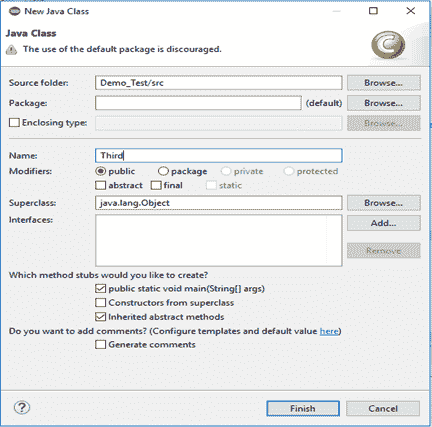 New Java Class
Java Class
The use of the default package is discouraged.
Source folder: Demo_Test/src Browse...
Package: (default) Browse...
Enclosing type: Browse...
Name: Third
Modifiers: public package private protected
abstract final static
Superclass: java.lang.Object Browse...
Interfaces: Add...
Remove
Which method stubs would you like to create?
public static void main(String[] args)
Constructors from superclass
Inherited abstract methods
Do you want to add comments? (Configure templates and default value here)
Generate comments
? Finish Cancel